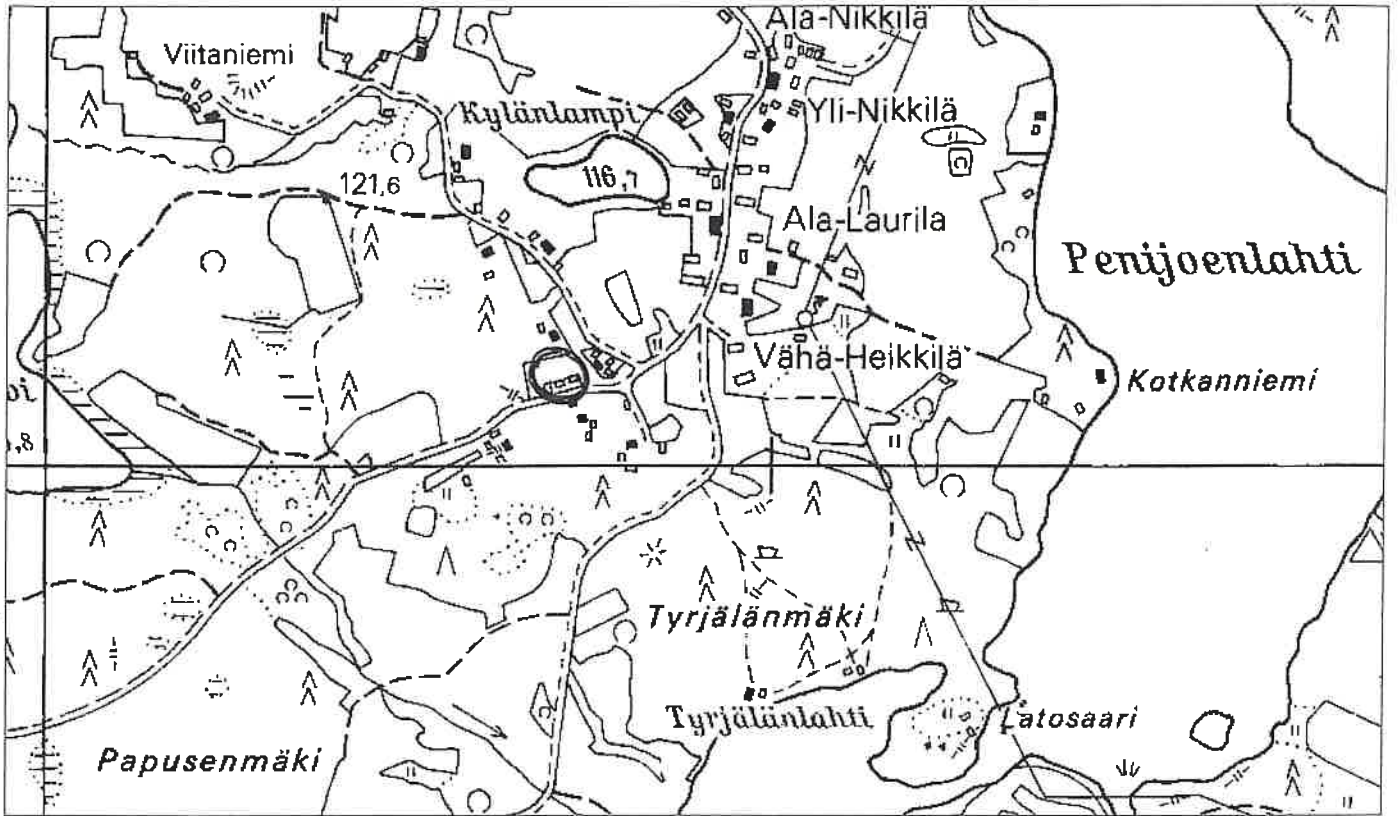 Ala-Nikkilä
Viitaniemi
Kylänlampi
Yli-Nikkilä
121,6
116,7
Ala-Laurila
Penijoenlahti
Vähä-Heikkilä
Kotkanniemi
,8
Tyrjälänmäki
Tyrjälänlahti
Latosaari
Papusenmäki